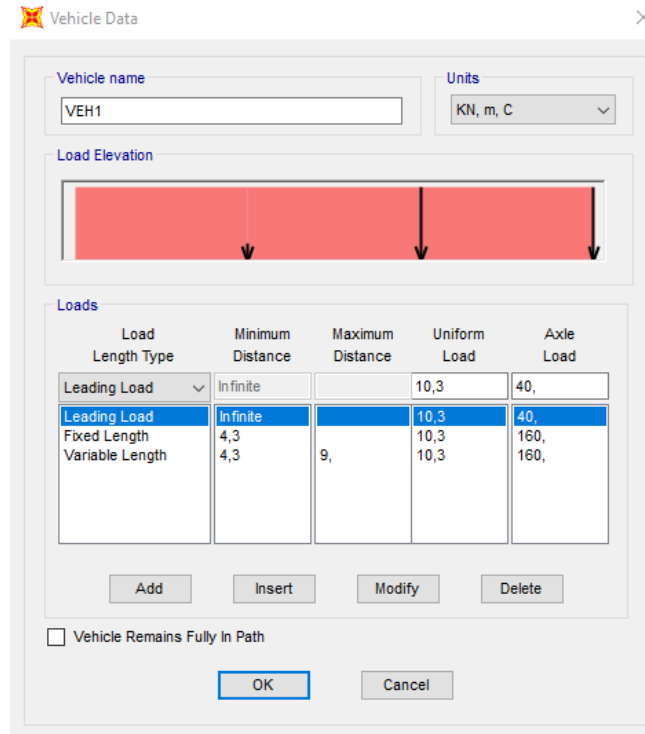 Vehicle Data
Vehicle name
Units
VEH1
KN, m, C
Load Elevation
Loads
Load Length Type
Minimum Distance
Maximum Distance
Uniform Load
Axle Load
Leading Load Infinite 10,3 40,
Leading Load Infinite 10,3 40,
Fixed Length 4,3 10,3 160,
Variable Length 4,3 9, 10,3 160,
Add Insert Modify Delete
Vehicle Remains Fully In Path
OK Cancel